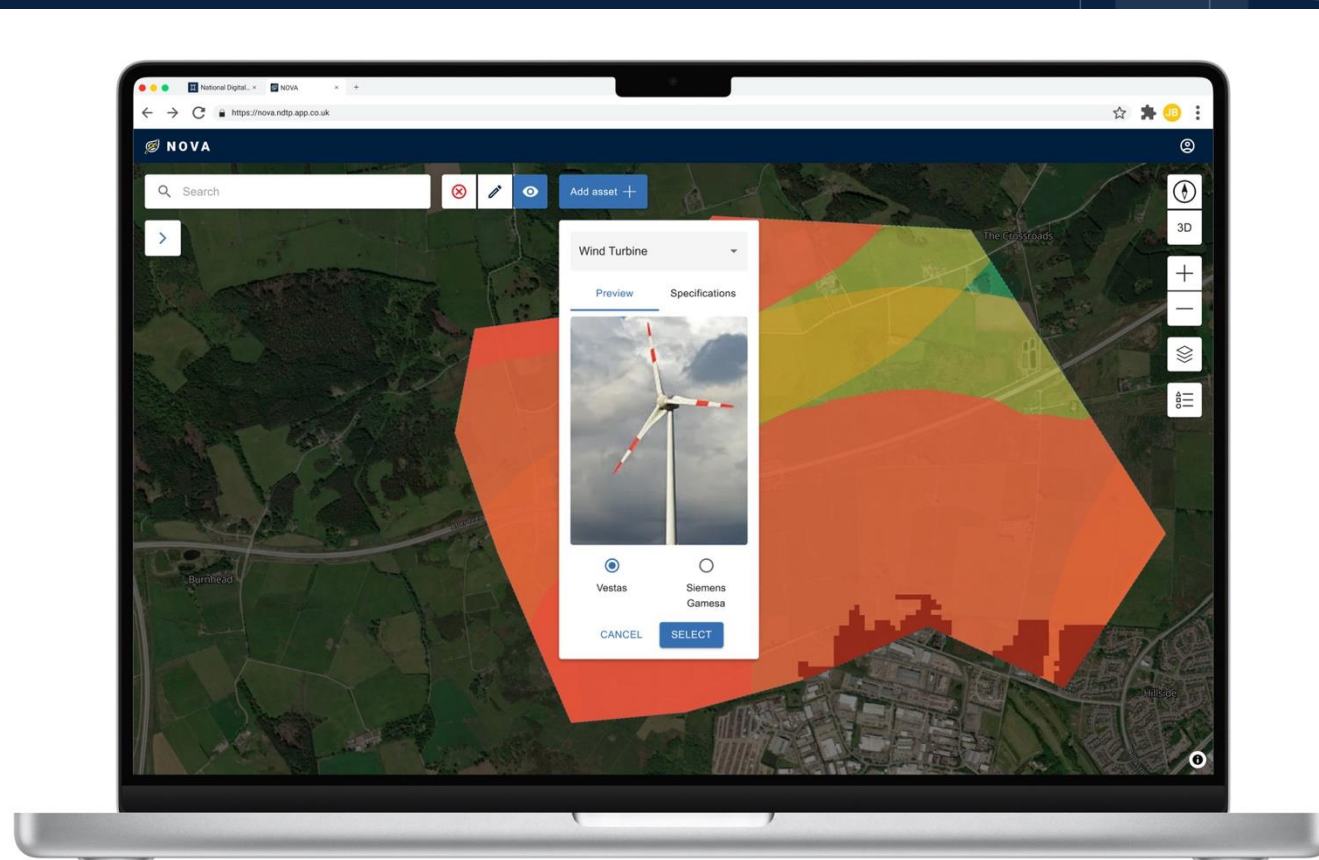 National Digital..
NOVA
https://nova.ndtp.app.co.uk
JB
NOVA
Search
Add asset
3D
The Crossroads
Wind Turbine
Preview
Specifications
Burnhead
Vestas
Siemens
Gamesa
CANCEL
SELECT
Hillside